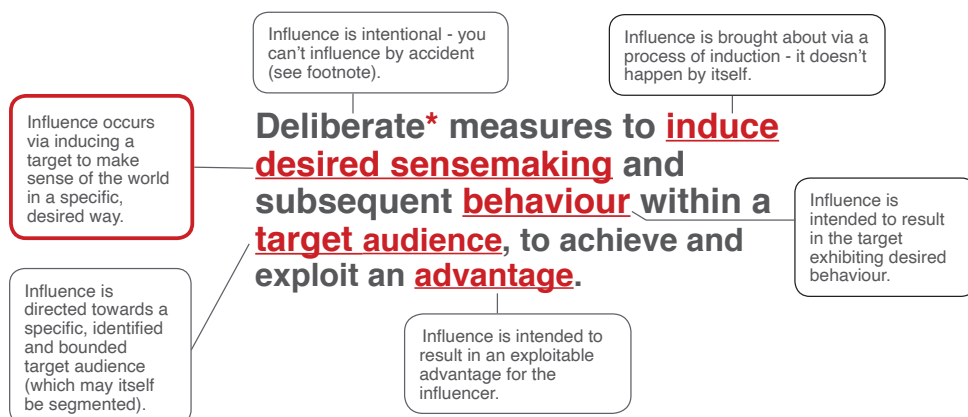 Influence is intentional - you
can’t influence by accident
(see footnote).
Influence is brought about via a
process of induction - it doesn’t
happen by itself.
Influence occurs
via inducing a
target to make
sense of the world
in a specific,
desired way.
Deliberate* measures to induce
desired sensemaking and
subsequent behaviour within a
target audience, to achieve and
exploit an advantage.
Influence is
intended to result
in the target
exhibiting desired
behaviour.
Influence is
directed towards a
specific, identified
and bounded
target audience
(which may itself
be segmented).
Influence is intended to
result in an exploitable
advantage for the
influencer.